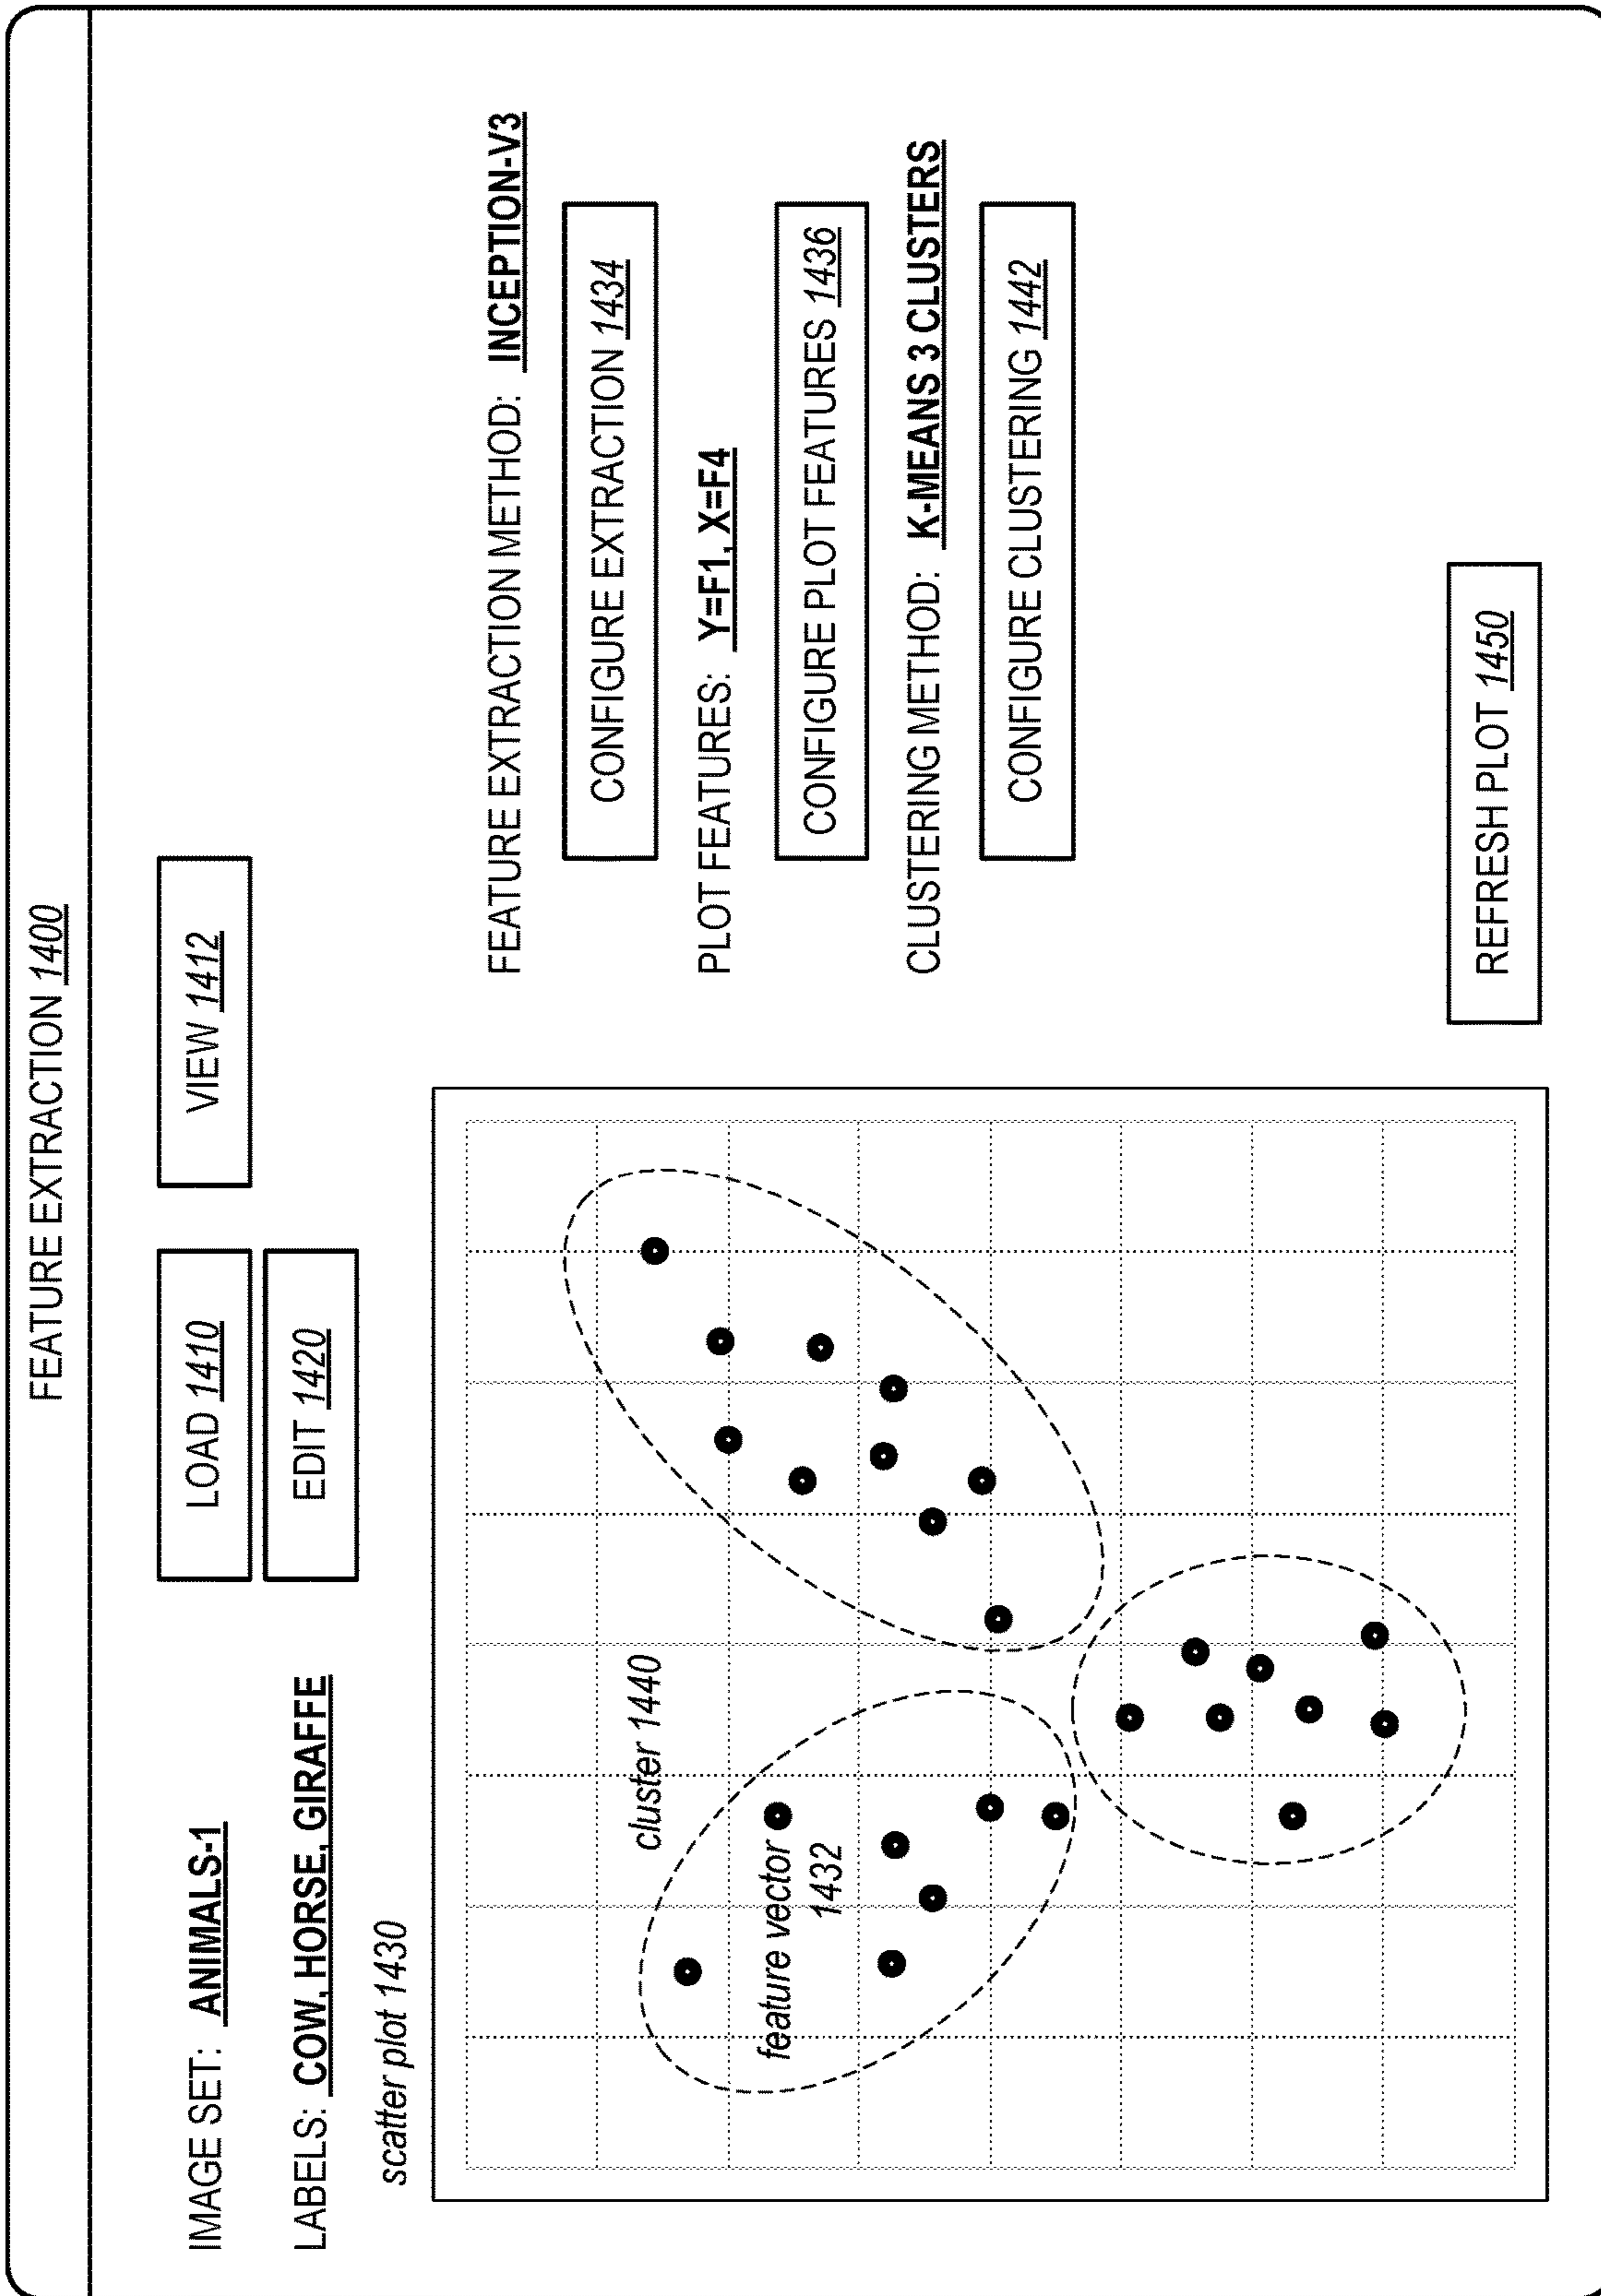 FEATURE EXTRACTION 1400
IMAGE SET: ANIMALS-1
LOAD 1410
VIEW 1412
LABELS: COW, HORSE, GIRAFFE
EDIT 1420
scatter plot 1430
cluster 1440
feature vector
1432
FEATURE EXTRACTION METHOD: INCEPTION-V3
CONFIGURE EXTRACTION 1434
PLOT FEATURES: Y=F1, X=F4
CONFIGURE PLOT FEATURES 1436
CLUSTERING METHOD: K-MEANS 3 CLUSTERS
CONFIGURE CLUSTERING 1442
REFRESH PLOT 1450